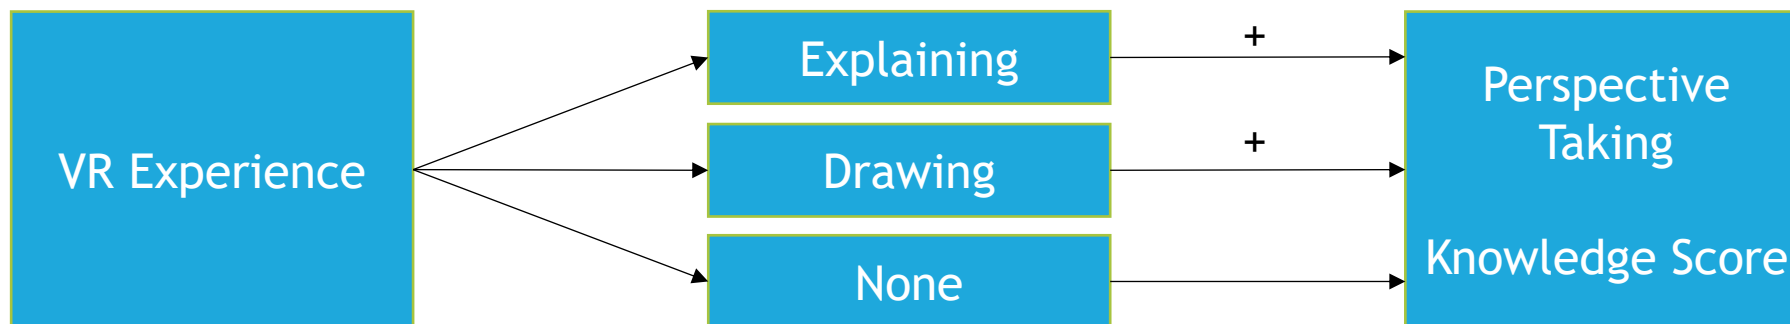 VR Experience
Explaining
+
Drawing
+
None
Perspective
Taking
Knowledge Score